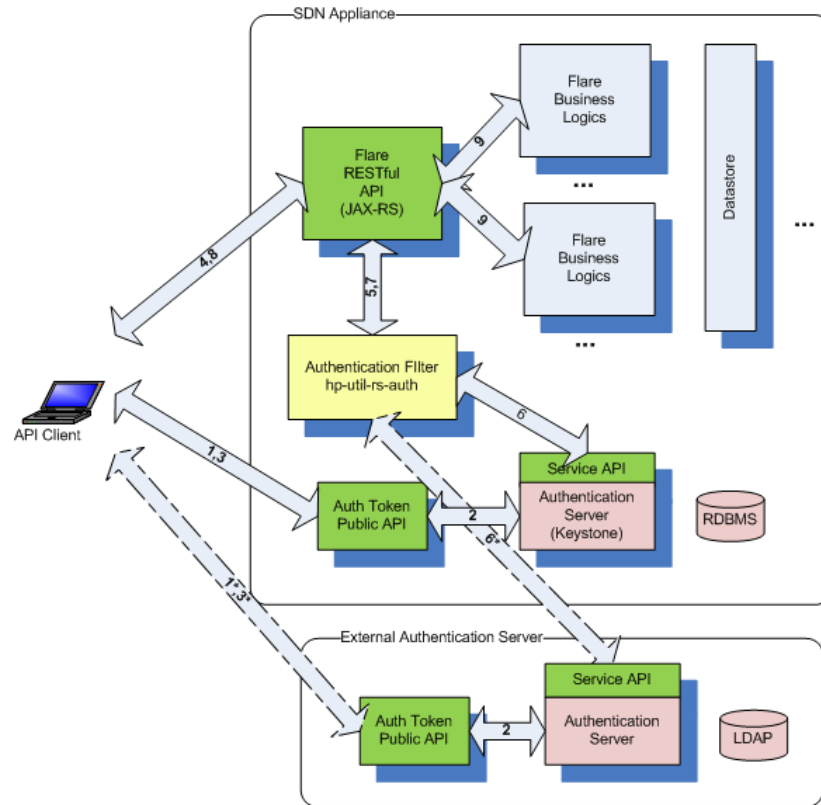 SDN Appliance
Flare
Business
Logics
...
Flare
RESTful
API
(JAX-RS)
9
9
Datastore
...
Flare
Business
Logics
...
4,8
5,7
Authentication FIlter
hp-util-rs-auth
6
API Client
1,3
Auth Token
Public API
2
Service API
Authentication
Server
(Keystone)
RDBMS
6*
1*,3*
External Authentication Server
Auth Token
Public API
2
Service API
Authentication
Server
LDAP